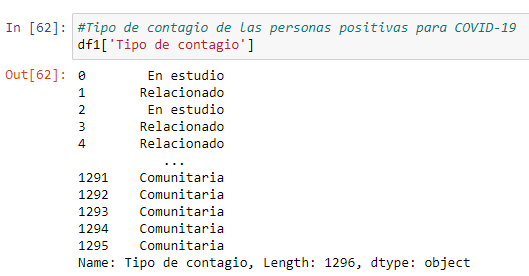 In [62]: #Tipo de contagio de las personas positivas para COVID-19
df1['Tipo de contagio']
Out[62]: 0 En estudio
1 Relacionado
2 En estudio
3 Relacionado
4 Relacionado
...
1291 Comunitaria
1292 Comunitaria
1293 Comunitaria
1294 Comunitaria
1295 Comunitaria
Name: Tipo de contagio, Length: 1296, dtype: object